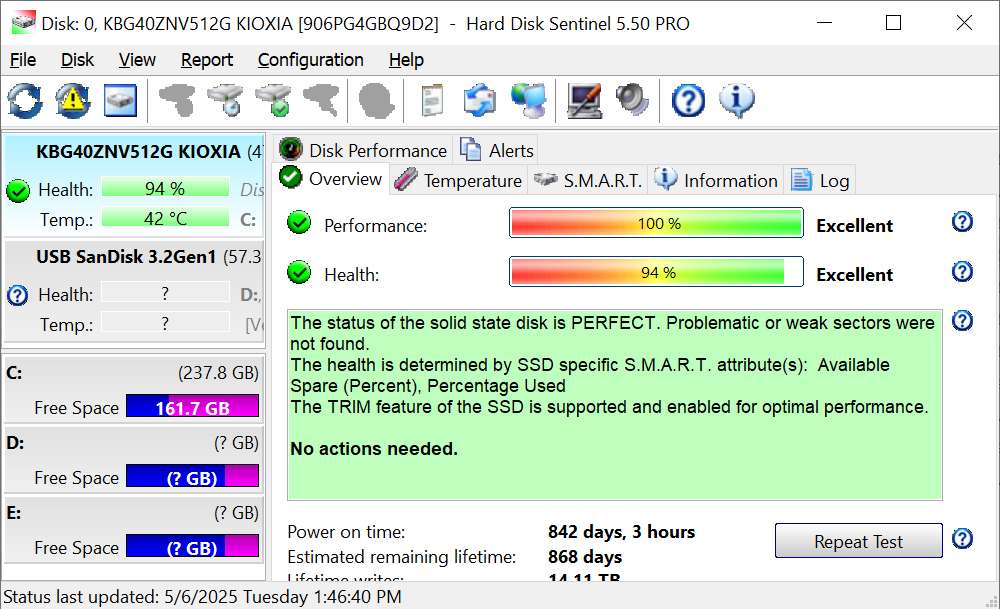 Disk: 0, KBG40ZNV512G KIOXIA [906PG4GBQ9D2]  -  Hard Disk Sentinel 5.50 PRO
File Disk View Report Configuration Help
KBG40ZNV512G KIOXIA (47
Health: 94 % Dis
Temp.: 42 °C C:
USB SanDisk 3.2Gen1 (57.3
Health: ? D:,
Temp.: ? [Ve
C: (237.8 GB)
Free Space 161.7 GB
D: (? GB)
Free Space (? GB)
E: (? GB)
Free Space (? GB)
Disk Performance Alerts
Overview Temperature S.M.A.R.T. Information Log
Performance: 100 % Excellent
Health: 94 % Excellent
The status of the solid state disk is PERFECT. Problematic or weak sectors were
not found.
The health is determined by SSD specific S.M.A.R.T. attribute(s):  Available
Spare (Percent), Percentage Used
The TRIM feature of the SSD is supported and enabled for optimal performance.
No actions needed.
Power on time: 842 days, 3 hours
Estimated remaining lifetime: 868 days
Lifetime writes: 14.11 TB
Repeat Test
Status last updated: 5/6/2025 Tuesday 1:46:40 PM